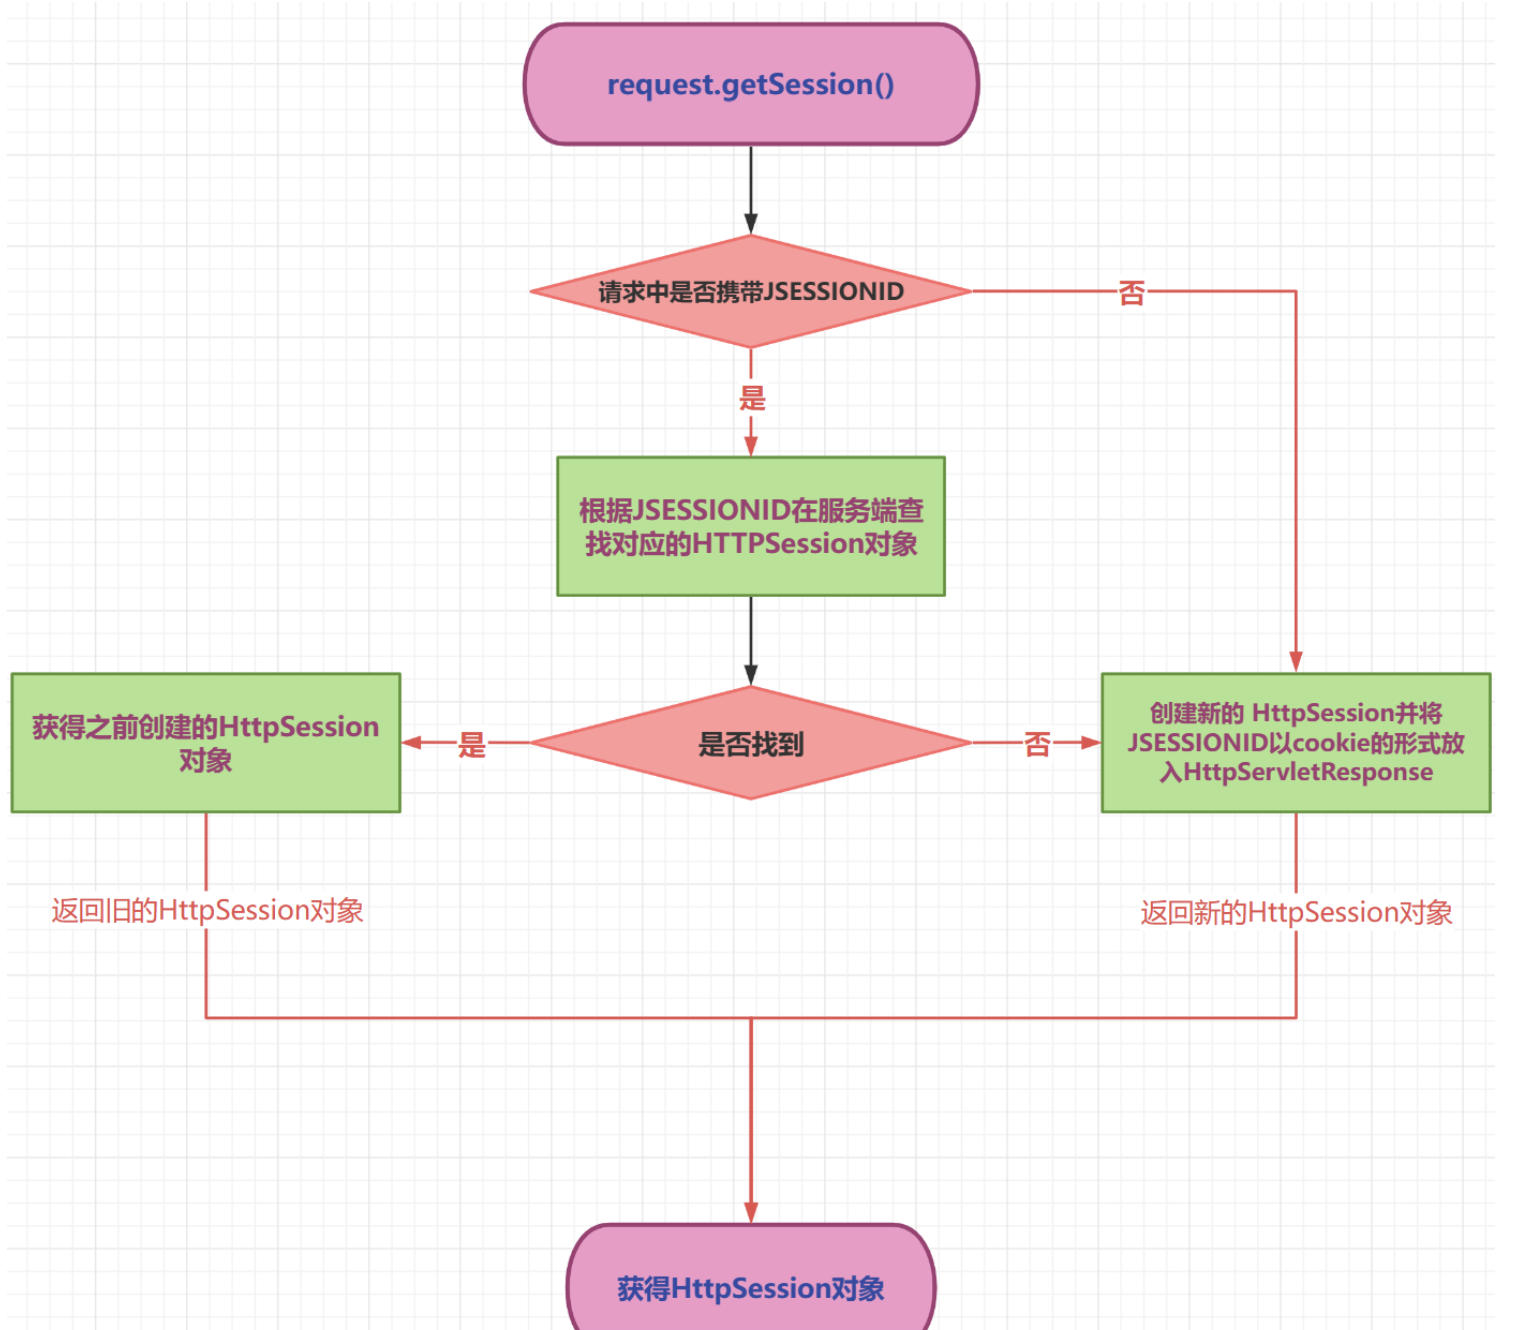 request.getSession()
请求中是否携带JSESSIONID
否
是
根据JSESSIONID在服务端查
找对应的HTTPSession对象
获得之前创建的HttpSession
对象
是
是否找到
否
创建新的 HttpSession并将
JSESSIONID以cookie的形式放
入HttpServletResponse
返回旧的HttpSession对象
返回新的HttpSession对象
获得HttpSession对象